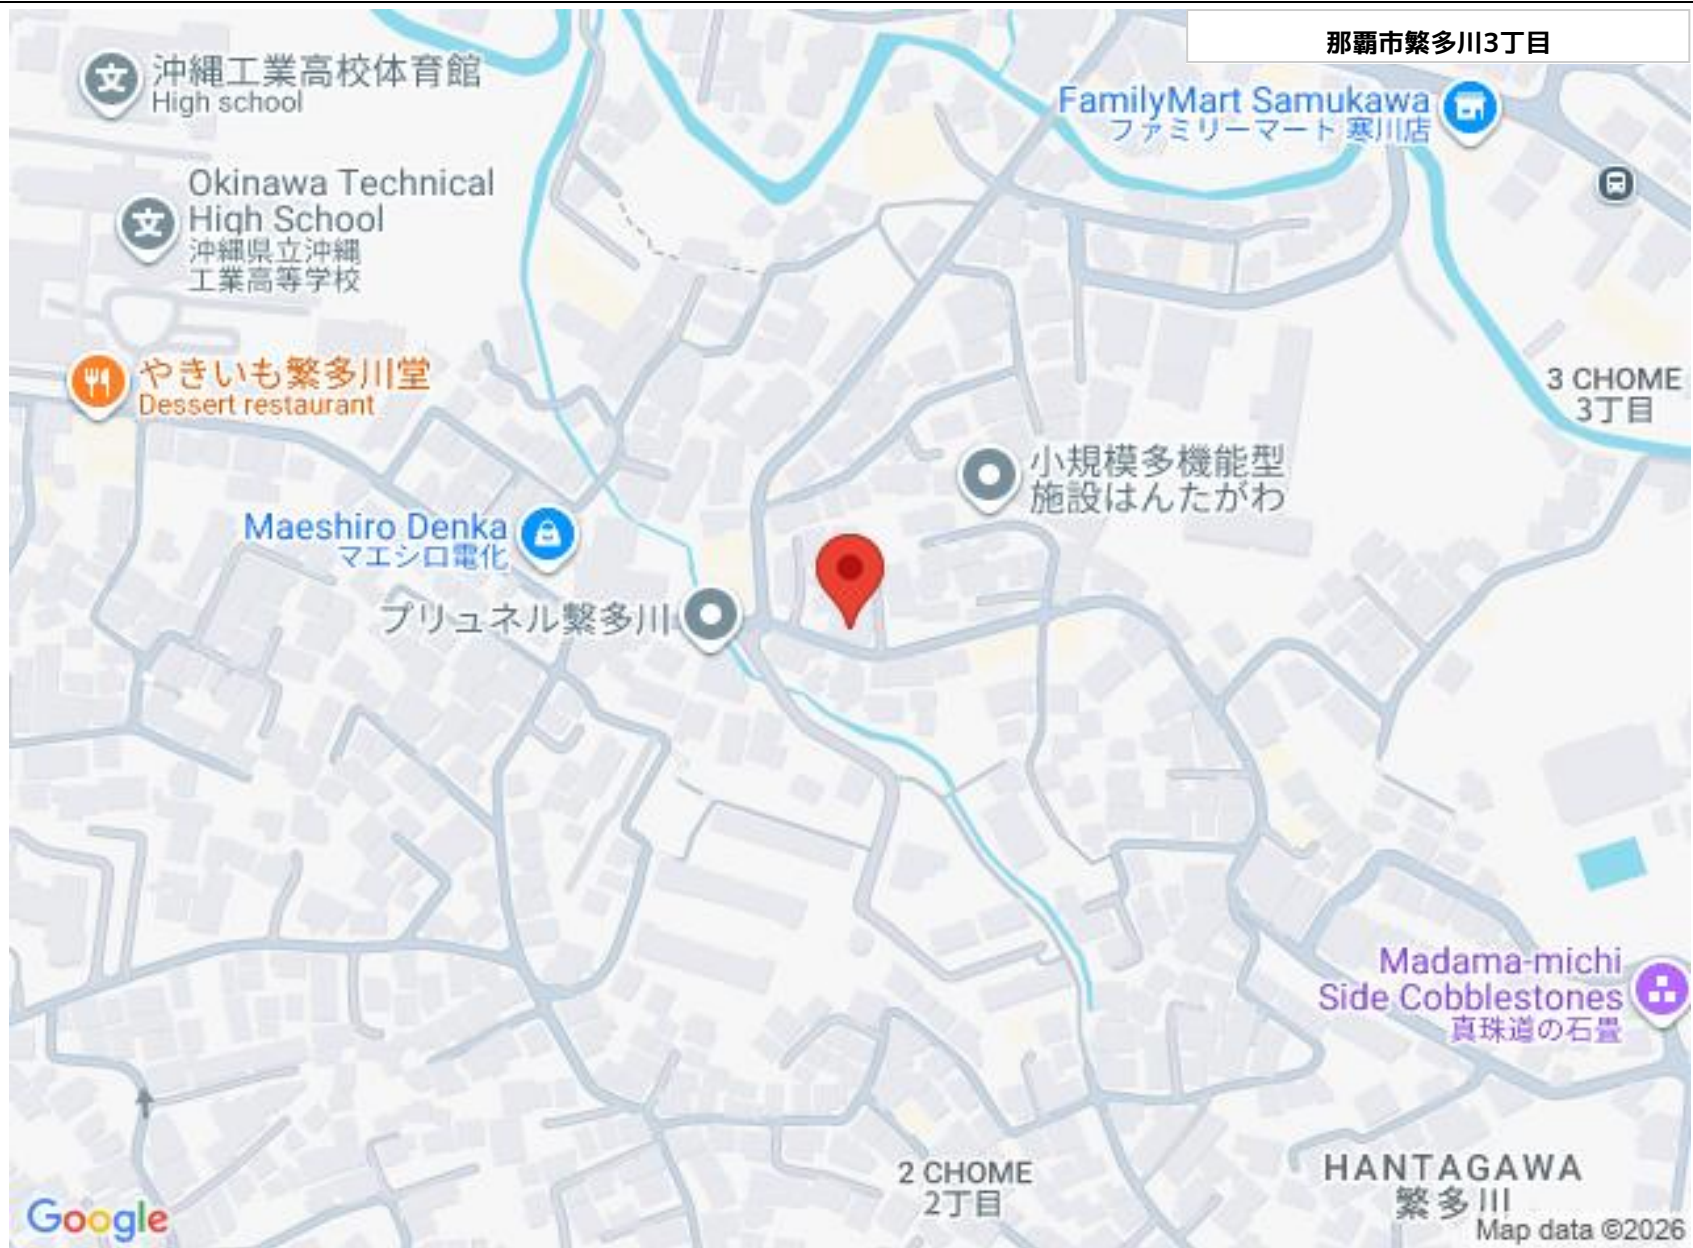 那覇市繁多川3丁目
沖縄工業高校体育館
High school
FamilyMart Samukawa
ファミリーマート 寒川店
Okinawa Technical
High School
沖縄県立沖縄
工業高等学校
やきいも繁多川堂
Dessert restaurant
3 CHOME
3丁目
小規模多機能型
施設はんたがわ
Maeshiro Denka
マエシロ電化
プリュネル繁多川
Madama-michi
Side Cobblestones
真珠道の石畳
2 CHOME
2丁目
HANTAGAWA
繁多川
Google
Map data ©2026